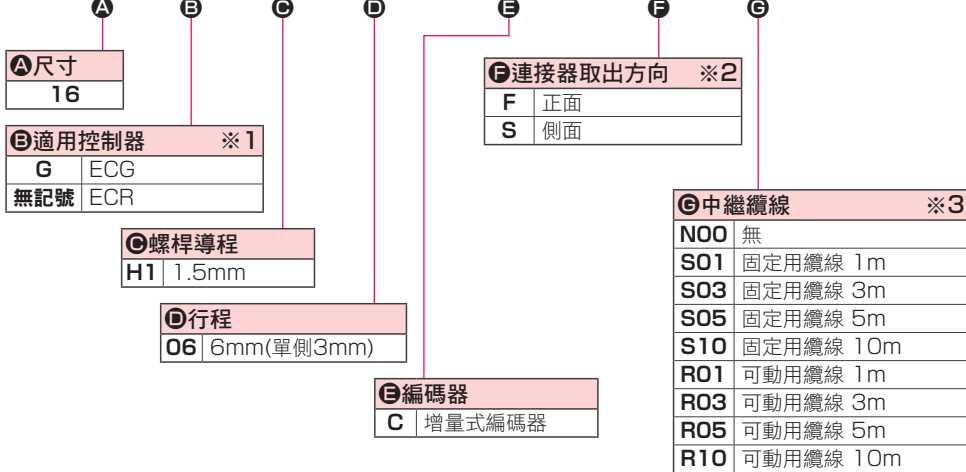 Ⓐ Ⓑ Ⓒ Ⓓ Ⓔ Ⓕ Ⓖ
Ⓐ尺寸
16
Ⓑ適用控制器 ※1
G ECG
無記號 ECR
Ⓒ螺桿導程
H1 1.5mm
Ⓓ行程
06 6mm(單側3mm)
Ⓔ編碼器
C 增量式編碼器
Ⓕ連接器取出方向 ※2
F 正面
S 側面
Ⓖ中繼纜線 ※3
N00 無
S01 固定用纜線 1m
S03 固定用纜線 3m
S05 固定用纜線 5m
S10 固定用纜線 10m
R01 可動用纜線 1m
R03 可動用纜線 3m
R05 可動用纜線 5m
R10 可動用纜線 10m